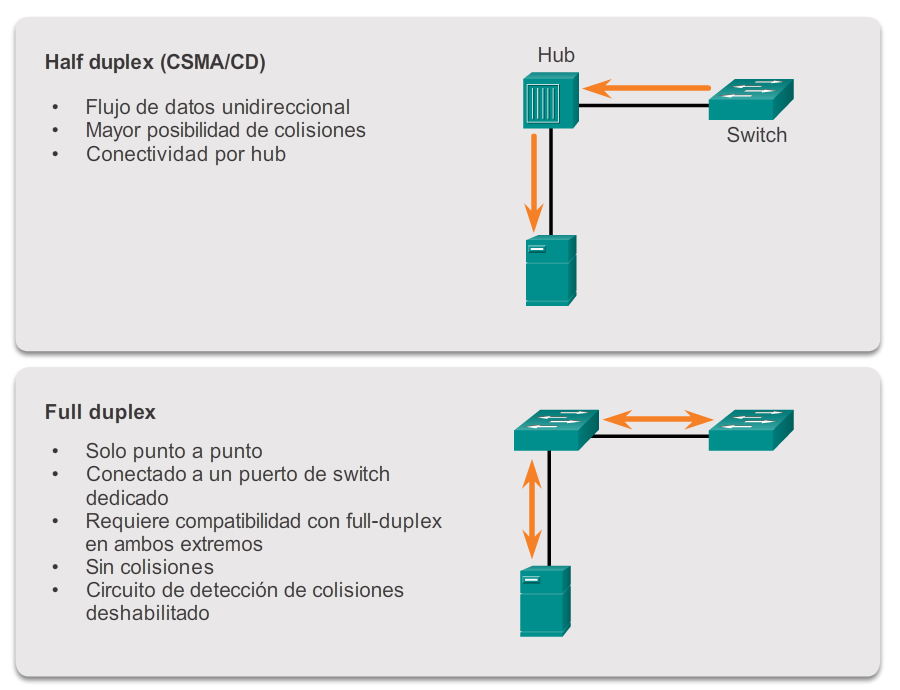 Half duplex (CSMA/CD)
• Flujo de datos unidireccional
• Mayor posibilidad de colisiones
• Conectividad por hub
Hub
Switch
Full duplex
• Solo punto a punto
• Conectado a un puerto de switch
dedicado
• Requiere compatibilidad con full-duplex
en ambos extremos
• Sin colisiones
• Circuito de detección de colisiones
deshabilitado